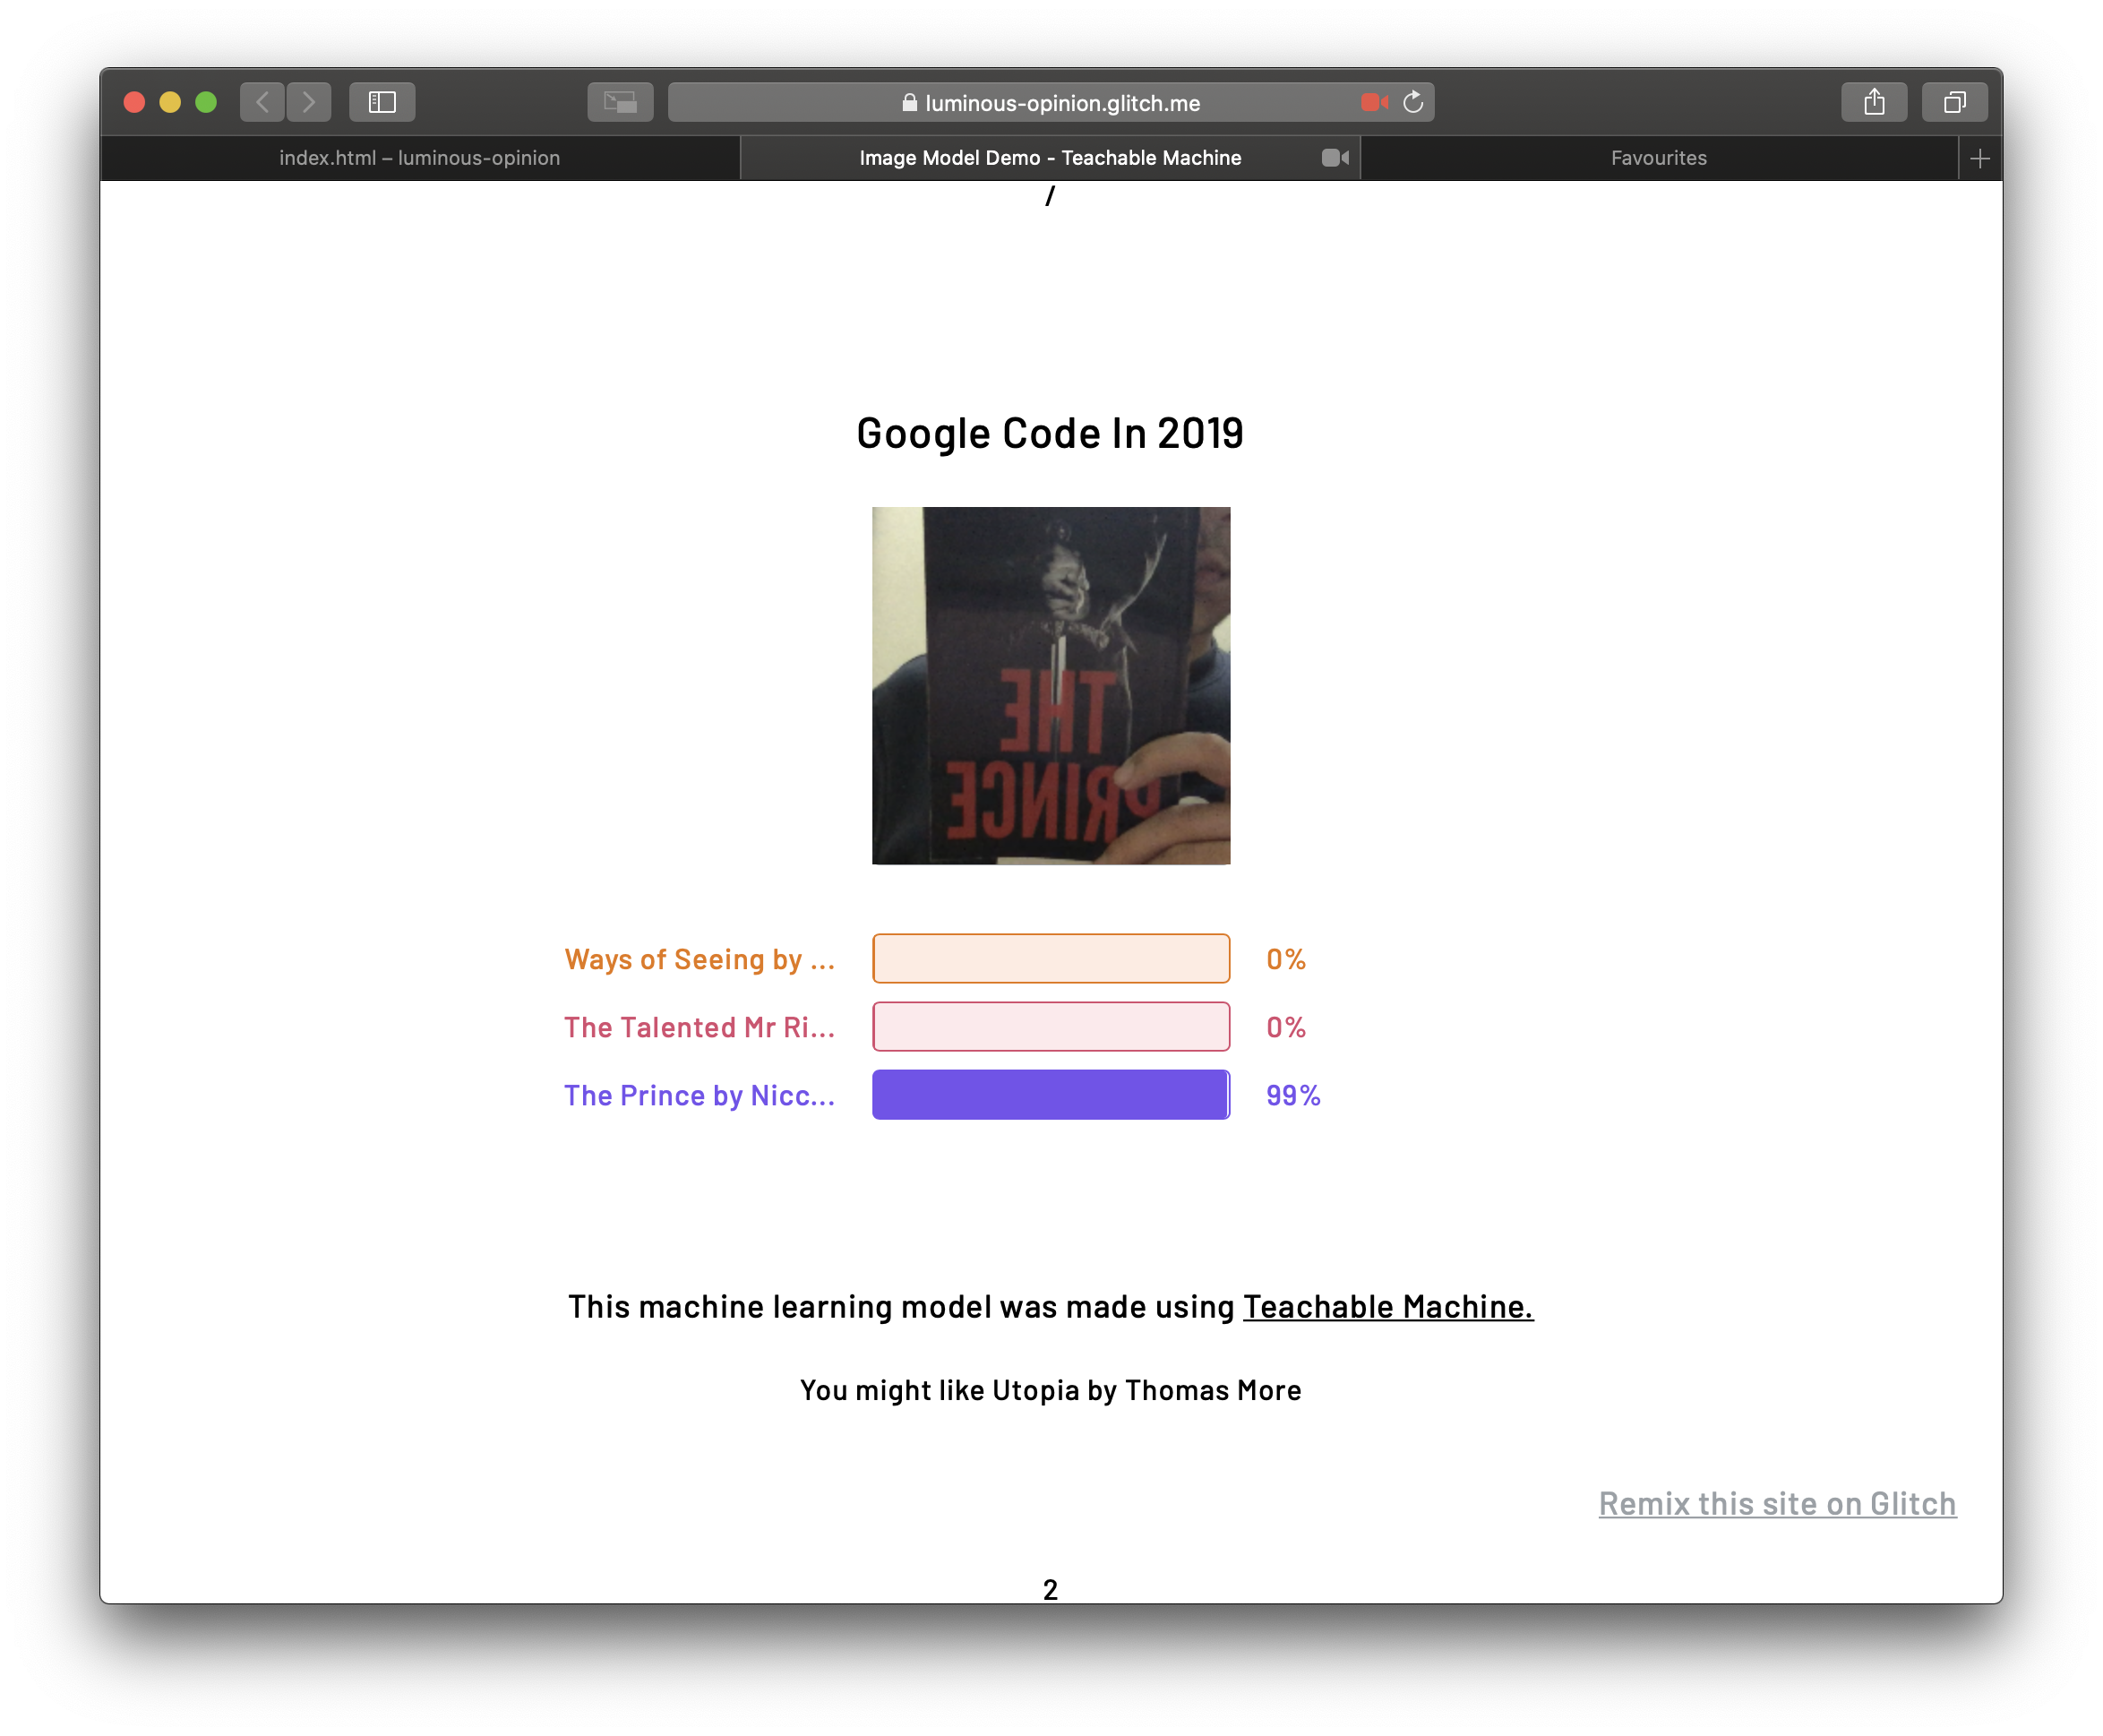 luminous-opinion.glitch.me
index.html – luminous-opinion
Image Model Demo - Teachable Machine
Favourites
/
Google Code In 2019
THE
PRINCE
Ways of Seeing by ...
0%
The Talented Mr Ri...
0%
The Prince by Nicc...
99%
This machine learning model was made using Teachable Machine.
You might like Utopia by Thomas More
Remix this site on Glitch
2